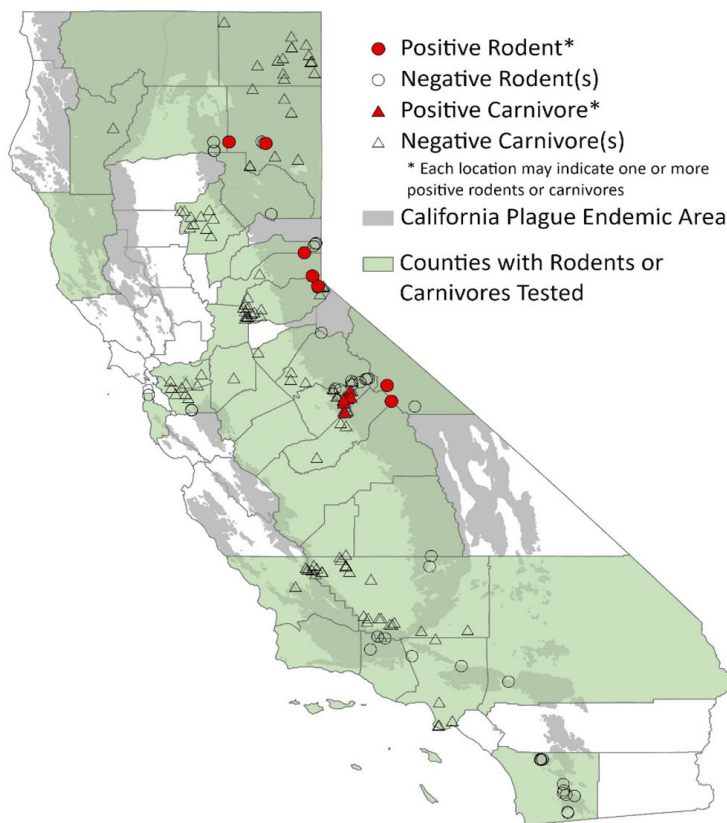 Positive Rodent*
Negative Rodent(s)
Positive Carnivore*
Negative Carnivore(s)
* Each location may indicate one or more
positive rodents or carnivores
California Plague Endemic Area
Counties with Rodents or
Carnivores Tested